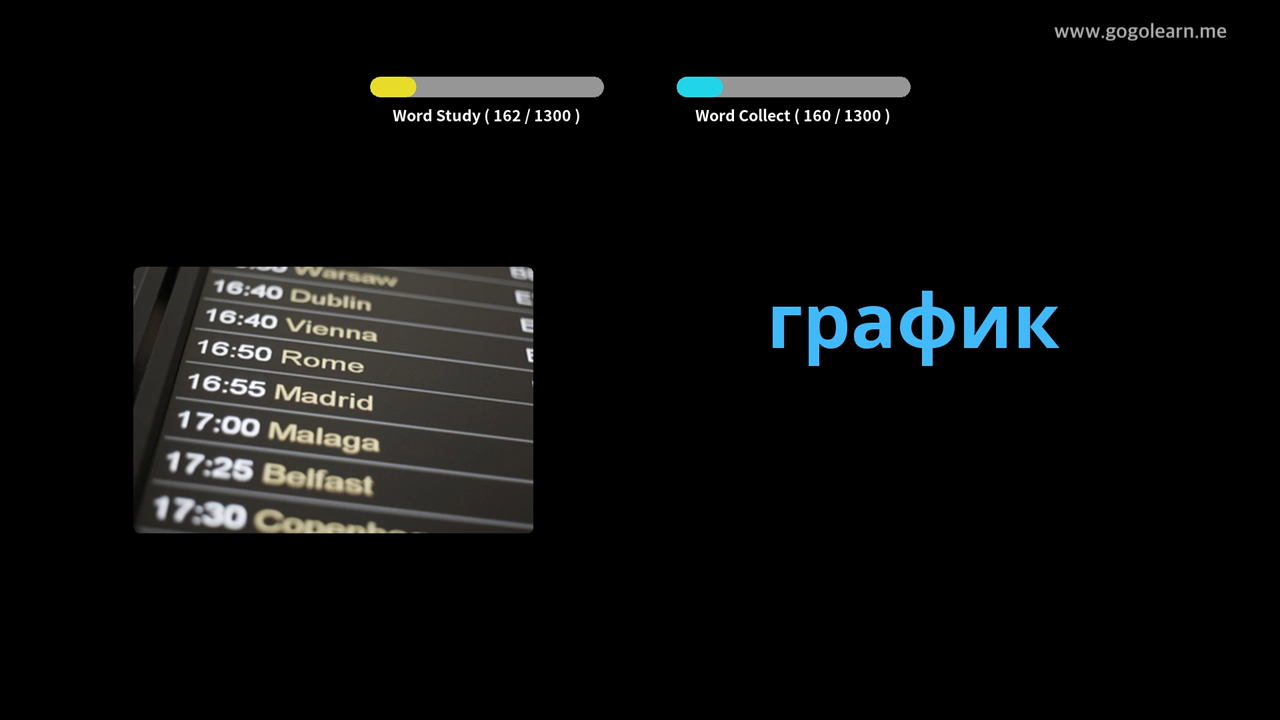 www.gogolearn.me
Word Study ( 162 / 1300 )
Word Collect ( 160 / 1300 )
Warsaw
16:40 Dublin
16:40 Vienna
16:50 Rome
16:55 Madrid
17:00 Malaga
17:25 Belfast
17:30
график